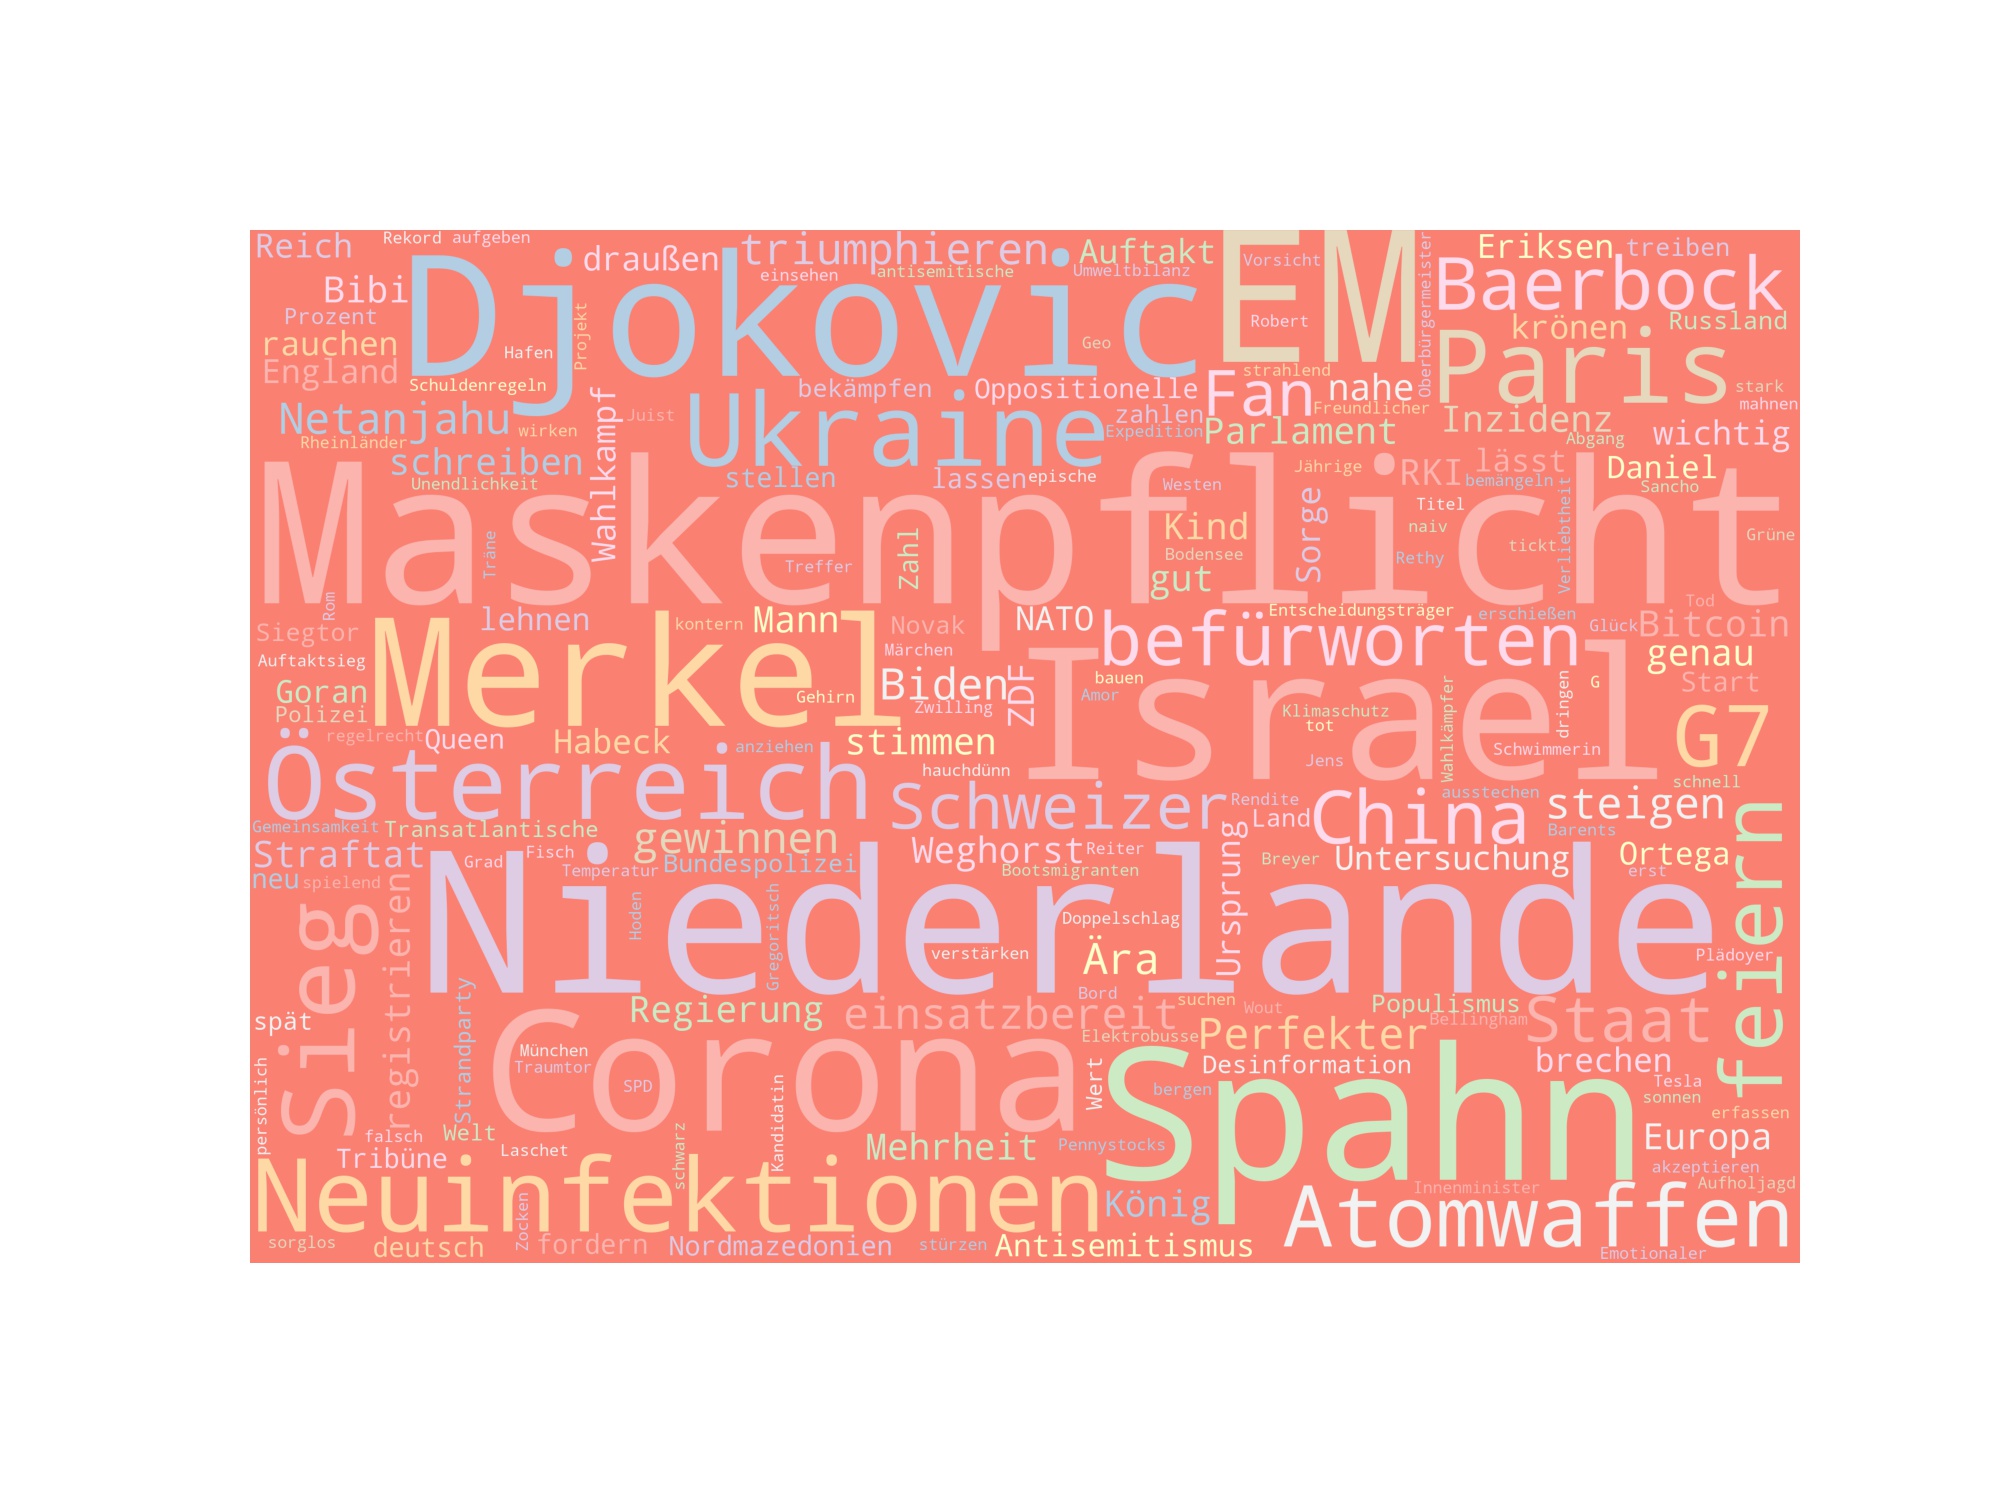 Reich
Rekord
aufgeben
draußen
triumphieren
Auftakt
Vorsicht
EM
Oberbürgermeister
Eriksen
treiben
Bibi
Djokovic
einsehen
antisemitische
Umweltbilanz
Baerbock
Prozent
Projekt
Robert
krönen
Russland
rauchen
Hafen
Geo
Paris
England
Schuldenregeln
bekämpfen
Oppositionelle
strahlend
Fan
nahe
stark
mahnen
Netanjahu
Wahlkampf
Juist
Ukraine
zahlen
Freundlicher
Inzidenz
Rheinländer
wirken
Expedition
Parlament
Abgang
wichtig
schreiben
stellen
lassen
epische
Jährige
RKI
lässt
Daniel
Unendlichkeit
Westen
bemängeln
Sancho
Maskenpflicht
Sorge
Titel
Verliebtheit
Träne
Zahl
Kind
naiv
Grüne
Treffer
Bodensee
Rethy
tickt
gut
Rom
Siegtor
lehnen
kontern
Mann
Novak
NATO
Entscheidungsträger
erschießen
Tod
Glück
Bitcoin
Merkel
Märchen
befürworten
Auftaktsieg
genau
Goran
Gehirn
Biden
ZDF
bauen
Amor
Israel
Wahlkämpfer
G
dringen
Start
Polizei
Zwilling
Klimaschutz
tot
regelrecht
Queen
Habeck
anziehen
stimmen
Jens
Schwimmerin
G7
Österreich
hauchdünn
schnell
Schweizer
Rendite
China
ausstechen
steigen
Gemeinsamkeit
Transatlantische
gewinnen
Land
Barents
feiern
Straftat
Grad
Fisch
Temperatur
Bundespolizei
Weghorst
Reiter
Ursprung
Breyer
Untersuchung
Ortega
neu
spielend
registrieren
Niederlande
Bootsmigranten
erst
Sieg
Hoden
Gregoritsch
Doppelschlag
verstärken
Ära
Plädoyer
Strandparty
Regierung
einsatzbereit
Bord
suchen
Wout
Populismus
Bellingham
Staat
spät
Corona
Elektrobusse
Perfekter
persönlich
München
Traumtor
SPD
Kandidatin
Wert
Spahn
Desinformation
brechen
bergen
Tesla
sonnen
erfassen
falsch
Welt
Laschet
schwarz
Mehrheit
Pennystocks
Europa
Tribüne
akzeptieren
Neuinfektionen
König
Innenminister
Aufholjagd
Atomwaffen
sorglos
deutsch
Zocken
fordern
Nordmazedonien
stürzen
Antisemitismus
Emotionaler